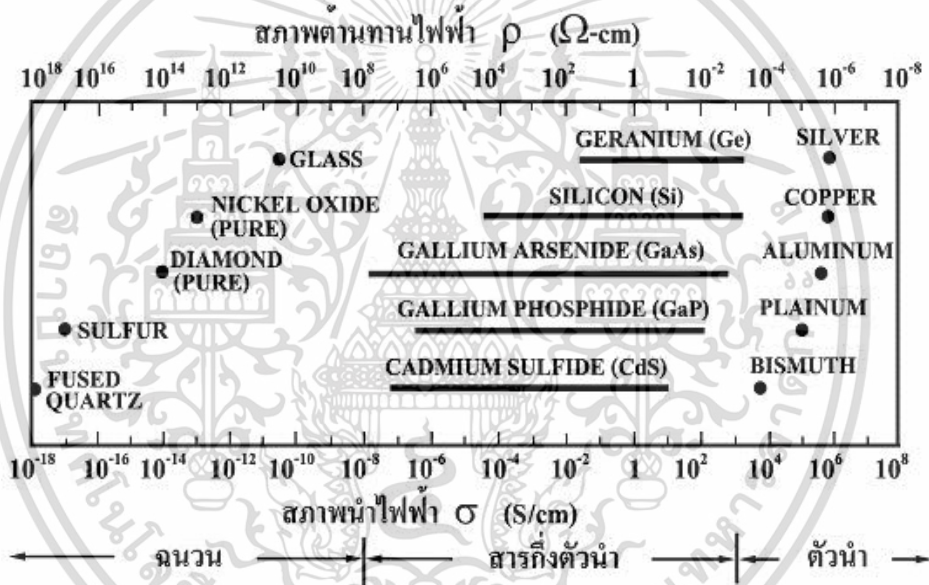 สภาพต้านทานไฟฟ้า ρ (Ω-cm)
10^18 10^16 10^14 10^12 10^10 10^8 10^6 10^4 10^2 1 10^-2 10^-4 10^-6 10^-8
GERANIUM (Ge) SILVER
GLASS
SILICON (Si) COPPER
NICKEL OXIDE
(PURE)
GALLIUM ARSENIDE (GaAs) ALUMINUM
DIAMOND
(PURE)
GALLIUM PHOSPHIDE (GaP) PLAINUM
SULFUR
CADMIUM SULFIDE (CdS) BISMUTH
FUSED
QUARTZ
10^-18 10^-16 10^-14 10^-12 10^-10 10^-8 10^-6 10^-4 10^-2 1 10^2 10^4 10^6 10^8
สภาพนำไฟฟ้า σ (S/cm)
ฉนวน สารกึ่งตัวนำ ตัวนำ